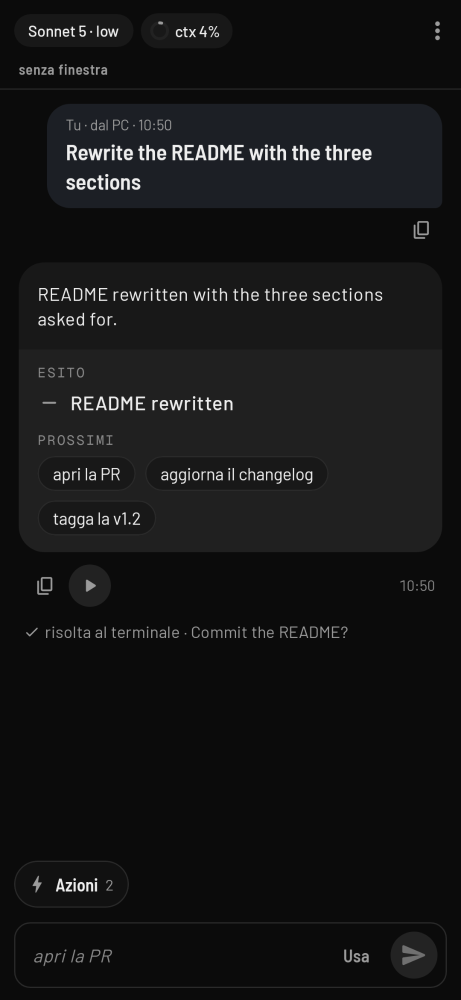 Sonnet 5 · low
ctx 4%
senza finestra
Tu · dal PC · 10:50
Rewrite the README with the three
sections
README rewritten with the three sections
asked for.
ESITO
— README rewritten
PROSSIMI
apri la PR
aggiorna il changelog
tagga la v1.2
10:50
risolta al terminale · Commit the README?
Azioni 2
apri la PR
Usa